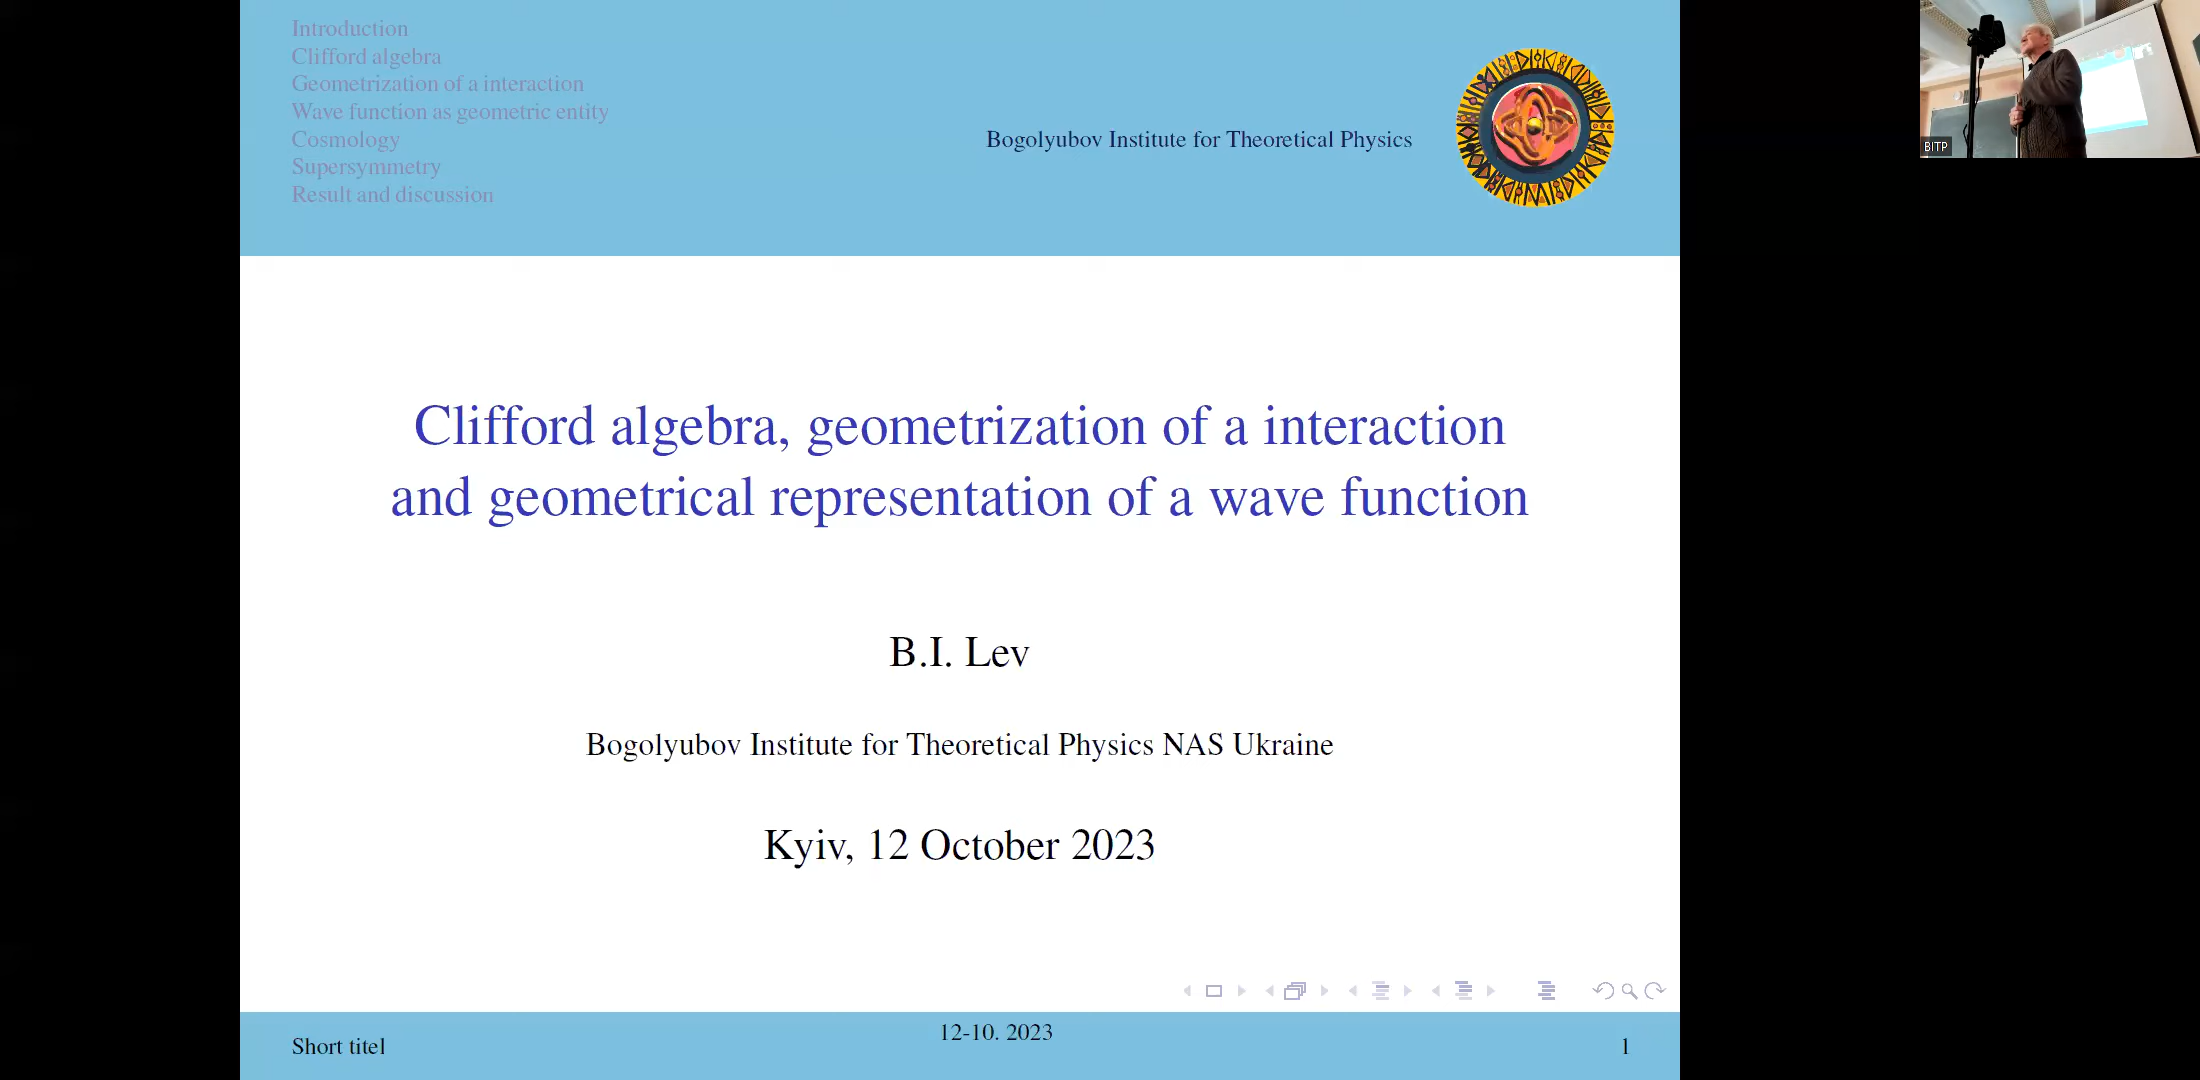 Introduction
Clifford algebra
Geometrization of a interaction
Wave function as geometric entity
Cosmology
Supersymmetry
Result and discussion
Bogolyubov Institute for Theoretical Physics
BITP
Clifford algebra, geometrization of a interaction
and geometrical representation of a wave function
B.I. Lev
Bogolyubov Institute for Theoretical Physics NAS Ukraine
Kyiv, 12 October 2023
Short titel
12-10. 2023
1